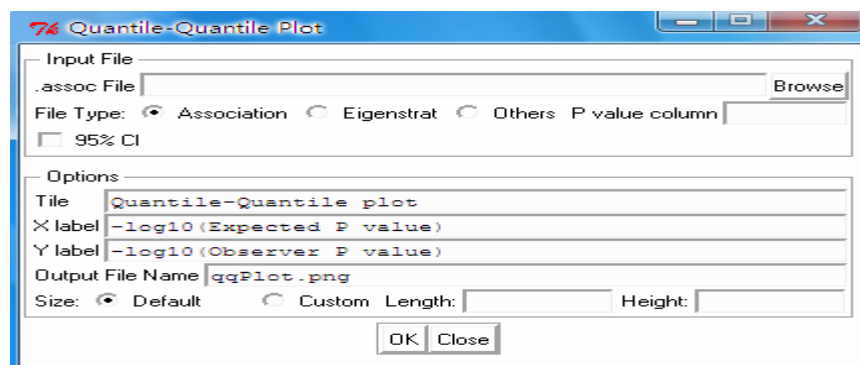 Quantile-Quantile Plot
Input File
.assoc File Browse
File Type: Association Eigenstrat Others P value column
95% CI
Options
Tile Quantile-Quantile plot
X label -log10(Expected P value)
Y label -log10(Observer P value)
Output File Name qqPlot.png
Size: Default Custom Length: Height:
OK Close